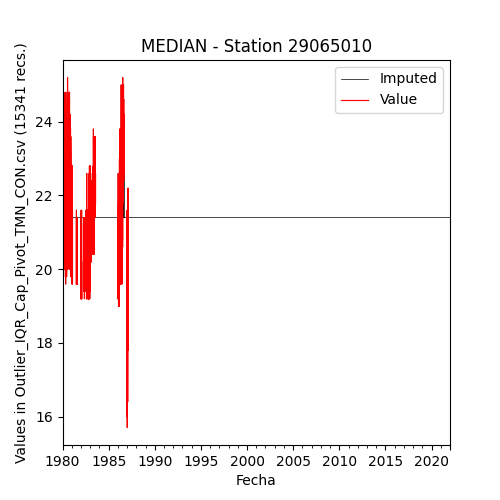 MEDIAN - Station 29065010
Imputed
Value
Values in Outlier_IQR_Cap_Pivot_TMN_CON.csv (15341 recs.)
24
22
20
18
16
1980 1985 1990 1995 2000 2005 2010 2015 2020
Fecha